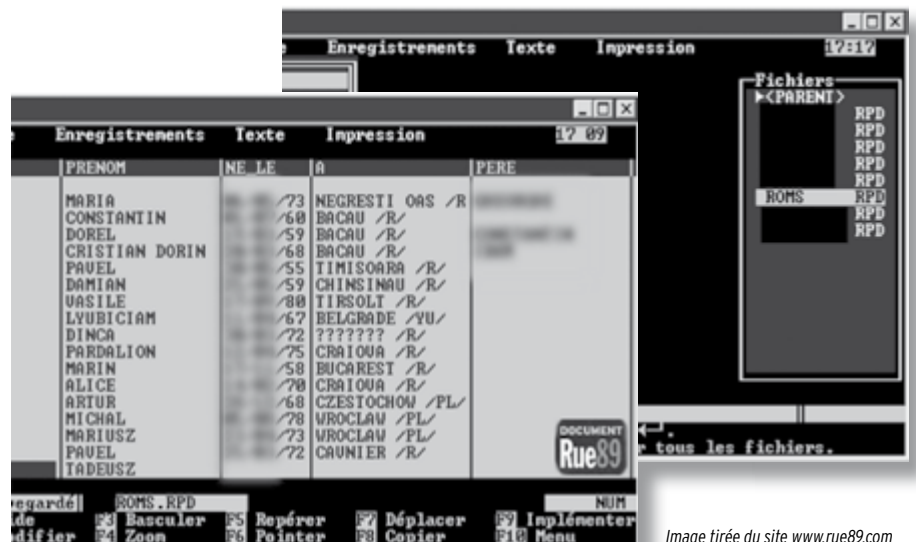 Enregistrements Texte Impression 17:17
Fichiers
<PARENT>
RPD
RPD
RPD
RPD
RPD
ROMS RPD
RPD
RPD
tous les fichiers.
Enregistrements Texte Impression 17 09
PRENOM NE_LE A PERE
MARIA /73 NEGRESTI OAS /R
CONSTANTIN /60 BACAU /R/
DOREL /59 BACAU /R/
CRISTIAN DORIN /68 BACAU /R/
PAVEL /55 TIMISOARA /R/
DAMIAN /59 CHINSINAU /R/
VASILE /80 TIRSOLT /R/
LYUBICIAM /67 BELGRADE /YU/
DINCA /72 ??????? /R/
PARDALION /75 CRAIOVA /R/
MARIN /58 BUCAREST /R/
ALICE /70 CRAIOVA /R/
ARTUR /68 CZESTOCHOW /PL/
MICHAL /78 WROCLAW /PL/
MARIUSZ /73 WROCLAW /PL/
PAVEL /72 CAVNIER /R/
TADEUSZ
DOCUMENT
Rue89
ROMS.RPD NUM
F3 Basculer F5 Repérer F7 Déplacer F9 Implémenter
F4 Zoom F6 Pointer F8 Copier F10 Menu
Image tirée du site www.rue89.com